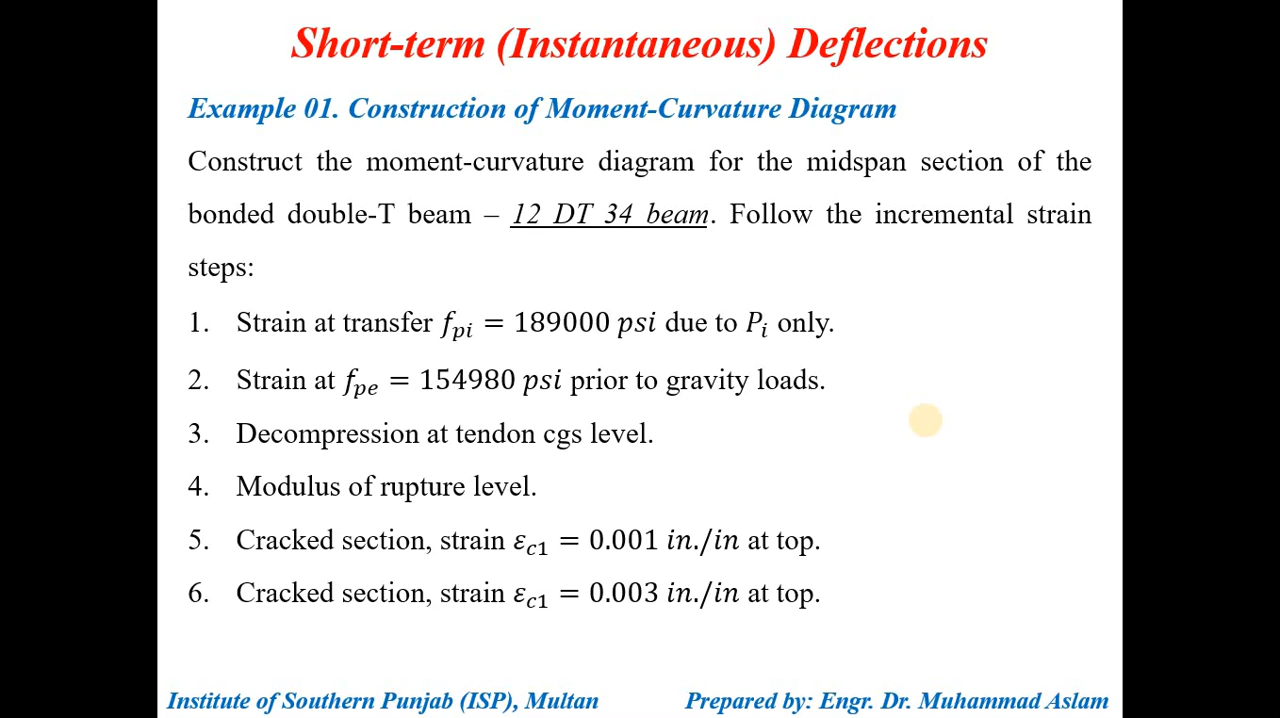 Short-term (Instantaneous) Deflections
Example 01. Construction of Moment-Curvature Diagram
Construct the moment-curvature diagram for the midspan section of the
bonded double-T beam – 12 DT 34 beam. Follow the incremental strain
steps:
1. Strain at transfer f_pi = 189000 psi due to P_i only.
2. Strain at f_pe = 154980 psi prior to gravity loads.
3. Decompression at tendon cgs level.
4. Modulus of rupture level.
5. Cracked section, strain ε_c1 = 0.001 in./in at top.
6. Cracked section, strain ε_c1 = 0.003 in./in at top.
Institute of Southern Punjab (ISP), Multan Prepared by: Engr. Dr. Muhammad Aslam